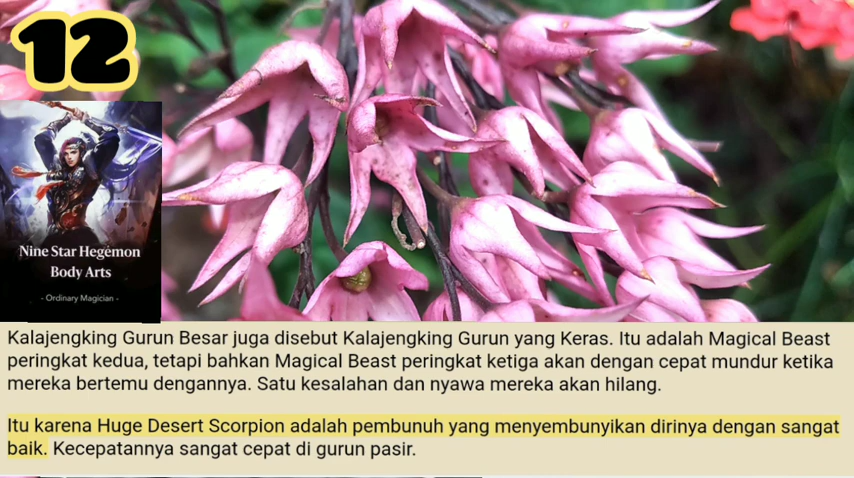 12
Nine Star Hegemon
Body Arts
- Ordinary Magician -
Kalajengking Gurun Besar juga disebut Kalajengking Gurun yang Keras. Itu adalah Magical Beast
peringkat kedua, tetapi bahkan Magical Beast peringkat ketiga akan dengan cepat mundur ketika
mereka bertemu dengannya. Satu kesalahan dan nyawa mereka akan hilang.
Itu karena Huge Desert Scorpion adalah pembunuh yang menyembunyikan dirinya dengan sangat
baik. Kecepatannya sangat cepat di gurun pasir.